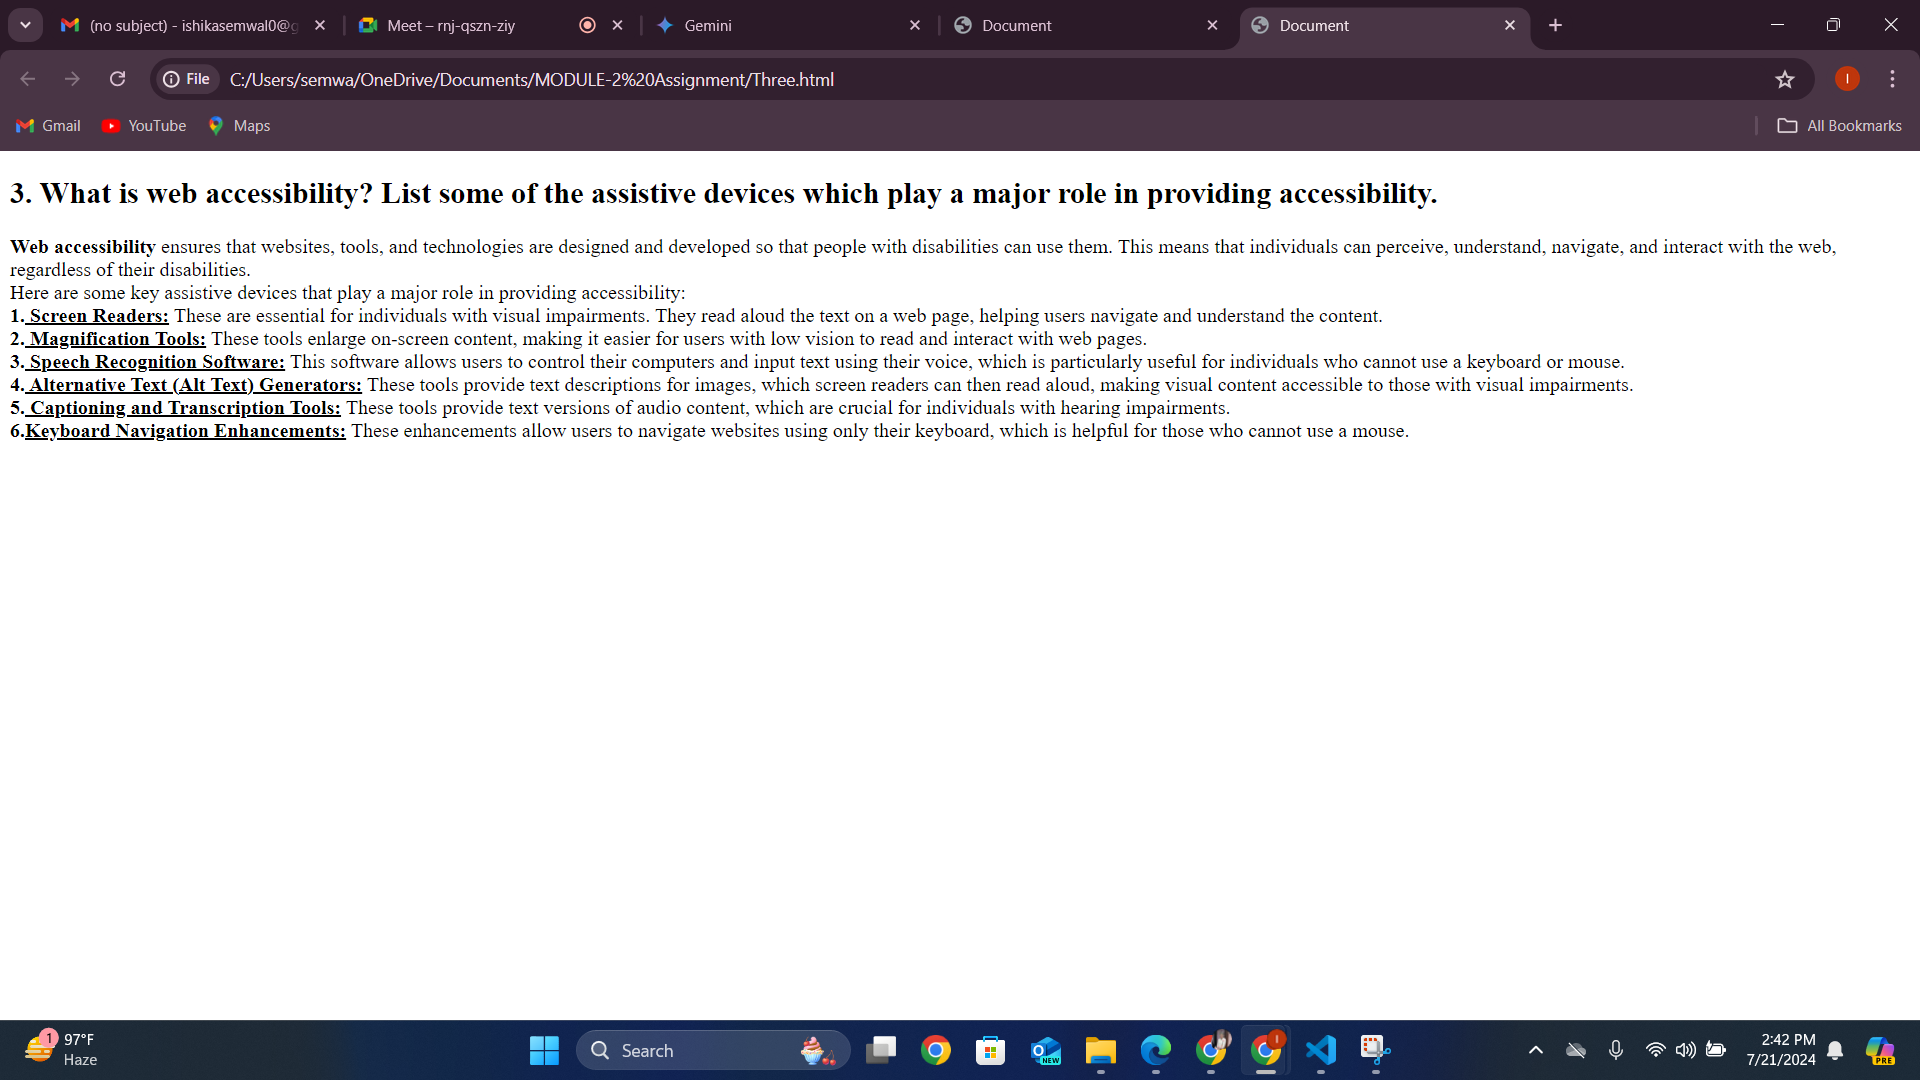 (no subject) - ishikasemwal0@g
Meet – rnj-qszn-ziy
Gemini
Document
Document
File
C:/Users/semwa/OneDrive/Documents/MODULE-2%20Assignment/Three.html
I
Gmail
YouTube
Maps
All Bookmarks
3. What is web accessibility? List some of the assistive devices which play a major role in providing accessibility.
Web accessibility ensures that websites, tools, and technologies are designed and developed so that people with disabilities can use them. This means that individuals can perceive, understand, navigate, and interact with the web,
regardless of their disabilities.
Here are some key assistive devices that play a major role in providing accessibility:
1. Screen Readers: These are essential for individuals with visual impairments. They read aloud the text on a web page, helping users navigate and understand the content.
2. Magnification Tools: These tools enlarge on-screen content, making it easier for users with low vision to read and interact with web pages.
3. Speech Recognition Software: This software allows users to control their computers and input text using their voice, which is particularly useful for individuals who cannot use a keyboard or mouse.
4. Alternative Text (Alt Text) Generators: These tools provide text descriptions for images, which screen readers can then read aloud, making visual content accessible to those with visual impairments.
5. Captioning and Transcription Tools: These tools provide text versions of audio content, which are crucial for individuals with hearing impairments.
6.Keyboard Navigation Enhancements: These enhancements allow users to navigate websites using only their keyboard, which is helpful for those who cannot use a mouse.
1
97°F
Haze
Search
NEW
I
2:42 PM
7/21/2024
PRE